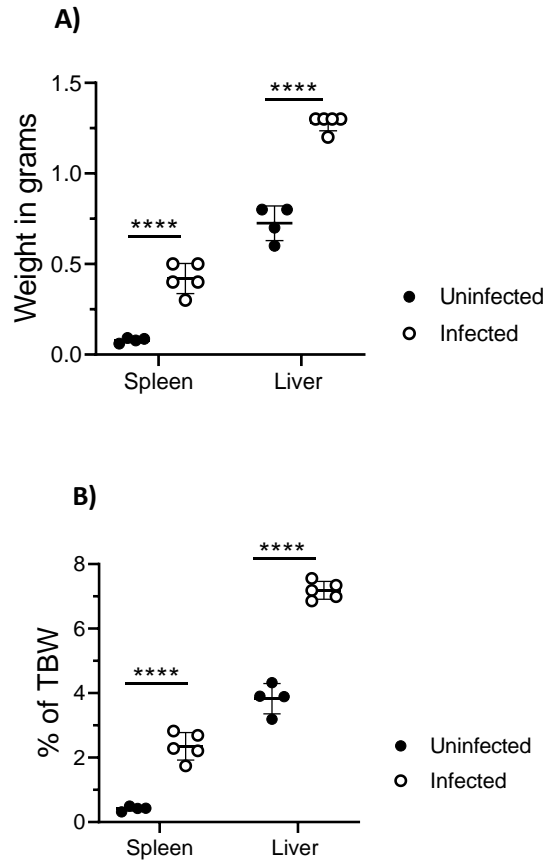 A)
Weight in grams
1.5
1.0
0.5
0.0
****
****
Spleen
Liver
Uninfected
Infected
B)
% of TBW
8
6
4
2
0
****
****
Spleen
Liver
Uninfected
Infected